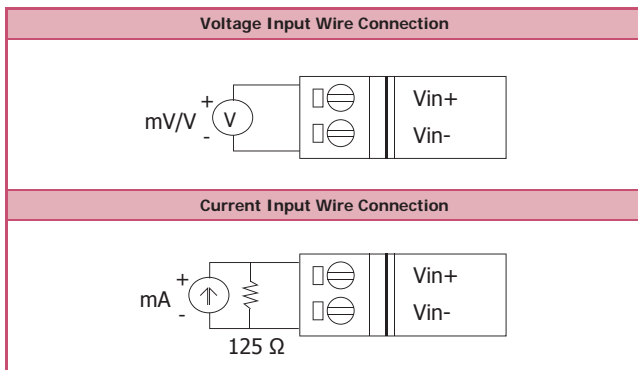 Voltage Input Wire Connection
+
mV/V
V
-
Vin+
Vin-
Current Input Wire Connection
+
mA
-
125 Ω
Vin+
Vin-